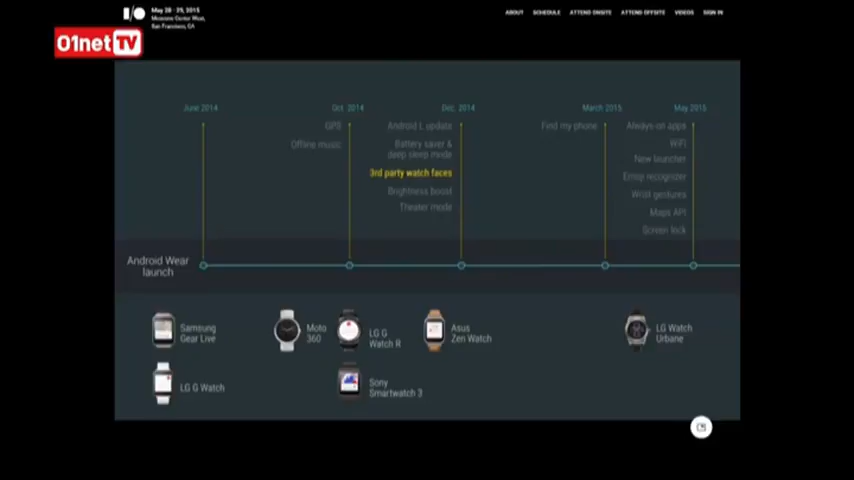 I/O
May 28 - 29, 2015
Moscone Center West,
San Francisco, CA
ABOUT SCHEDULE ATTEND ONSITE ATTEND OFFSITE VIDEOS SIGN IN
01net TV
June 2014
Oct. 2014
Dec. 2014
March 2015
May 2015
GPS
Offline music
Android L update
Battery saver &
deep sleep mode
3rd party watch faces
Brightness boost
Theater mode
Find my phone
Always-on apps
WiFi
New launcher
Emoji recognizer
Wrist gestures
Maps API
Screen lock
Android Wear
launch
Samsung
Gear Live
Moto
360
LG G
Watch R
Asus
Zen Watch
LG Watch
Urbane
LG G Watch
Sony
Smartwatch 3